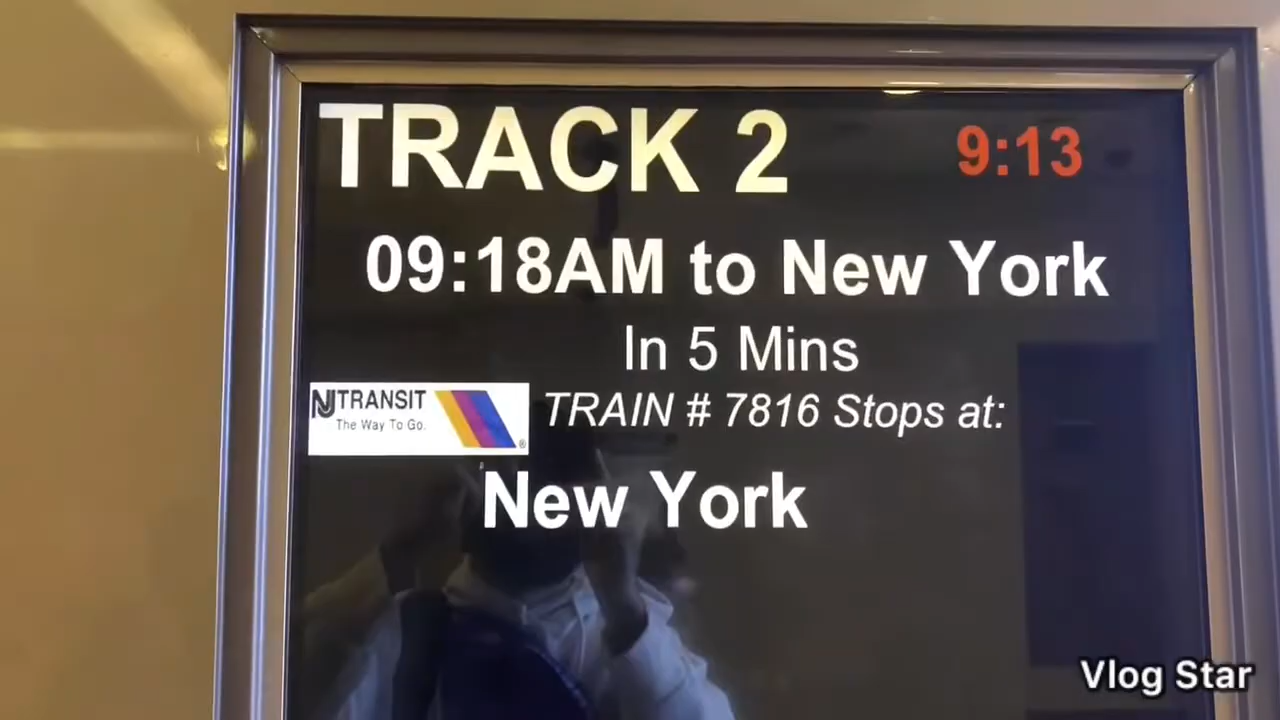 TRACK 2 9:13
09:18AM to New York
In 5 Mins
NJTRANSIT
The Way To Go.
®
TRAIN # 7816 Stops at:
New York
Vlog Star